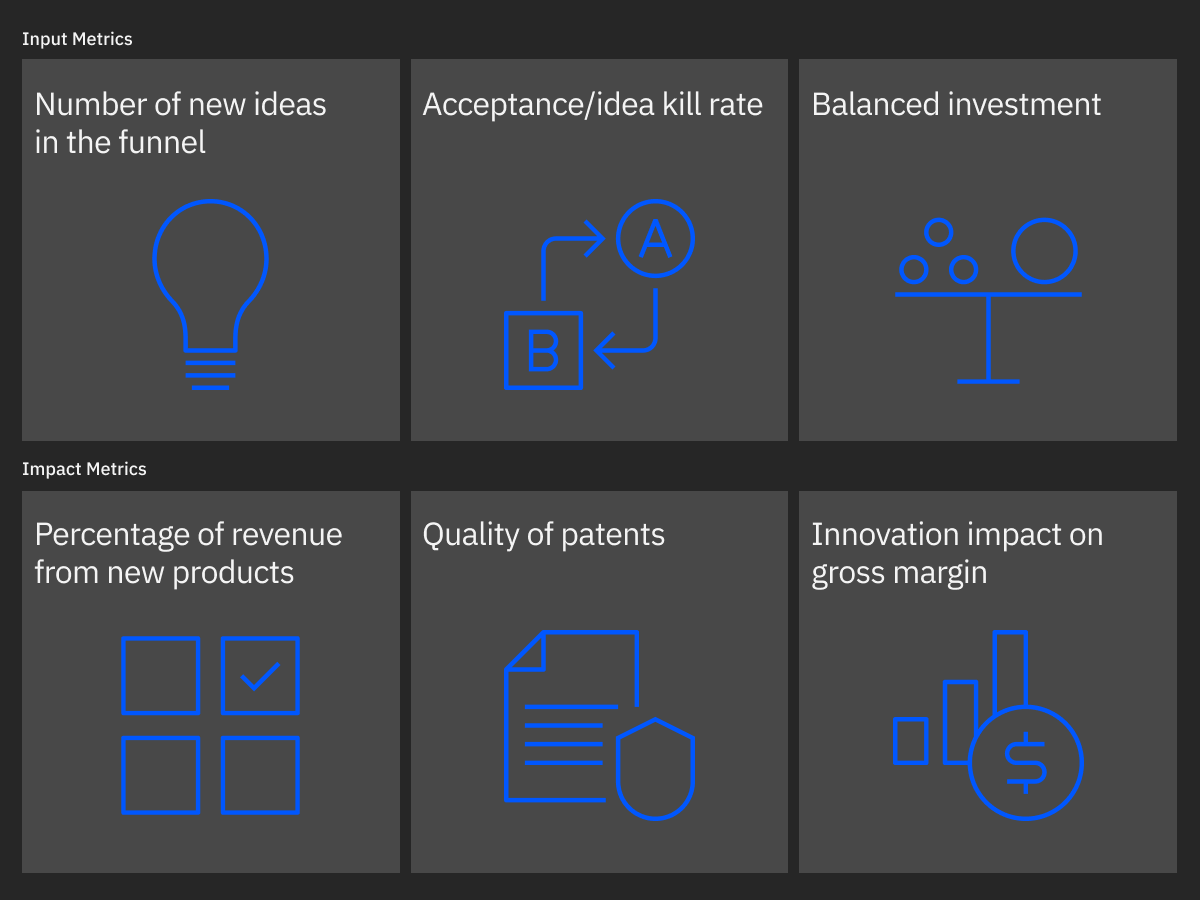 Input Metrics
Number of new ideas
in the funnel
Acceptance/idea kill rate
Balanced investment
A
B
Impact Metrics
Percentage of revenue
from new products
Quality of patents
Innovation impact on
gross margin
$